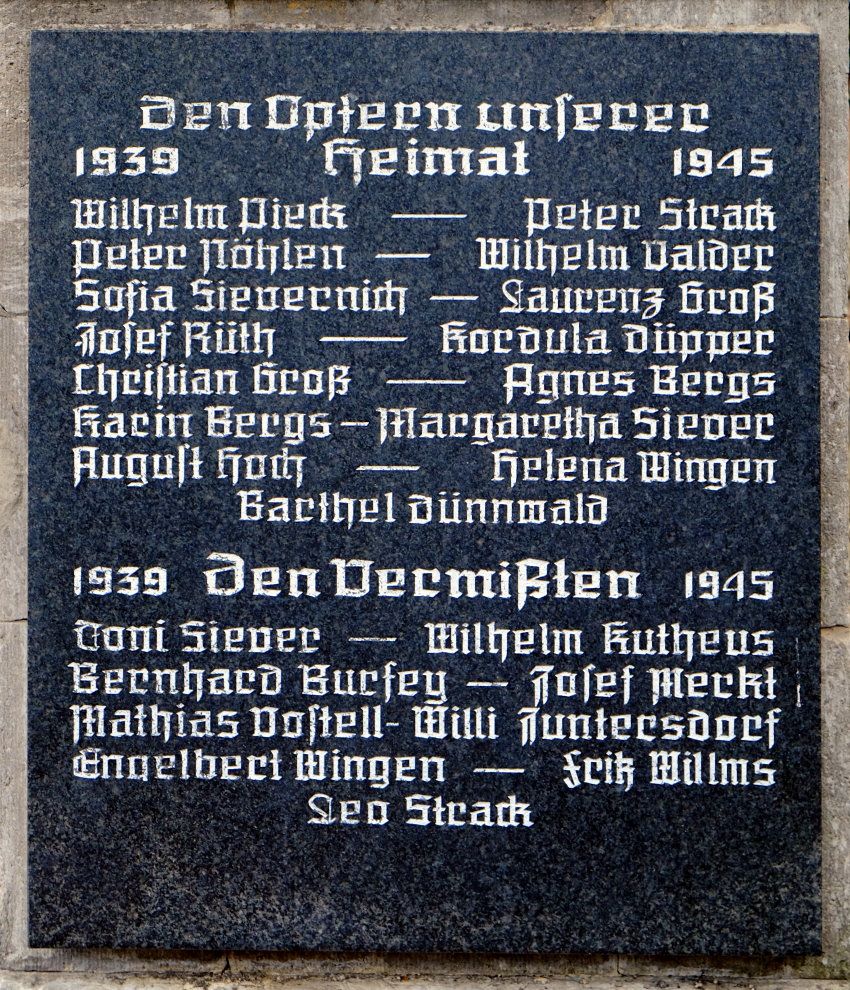 Den Opfern unserer
1939 Heimat 1945
Wilhelm Pieck — Peter Strack
Peter Nöhlen — Wilhelm Valder
Sofia Sievernich — Laurenz Groß
Josef Rüth — Kordula Düpper
Christian Groß — Agnes Bergs
Karin Bergs – Margaretha Siever
August Hoch — Helena Wingen
Barthel Dünnwald
1939 Den Vermißten 1945
Toni Siever — Wilhelm Kutheus
Bernhard Burfey — Josef Merkt
Mathias Vostell - Willi Juntersdorf
Engelbert Wingen — Fritz Willms
Leo Strack